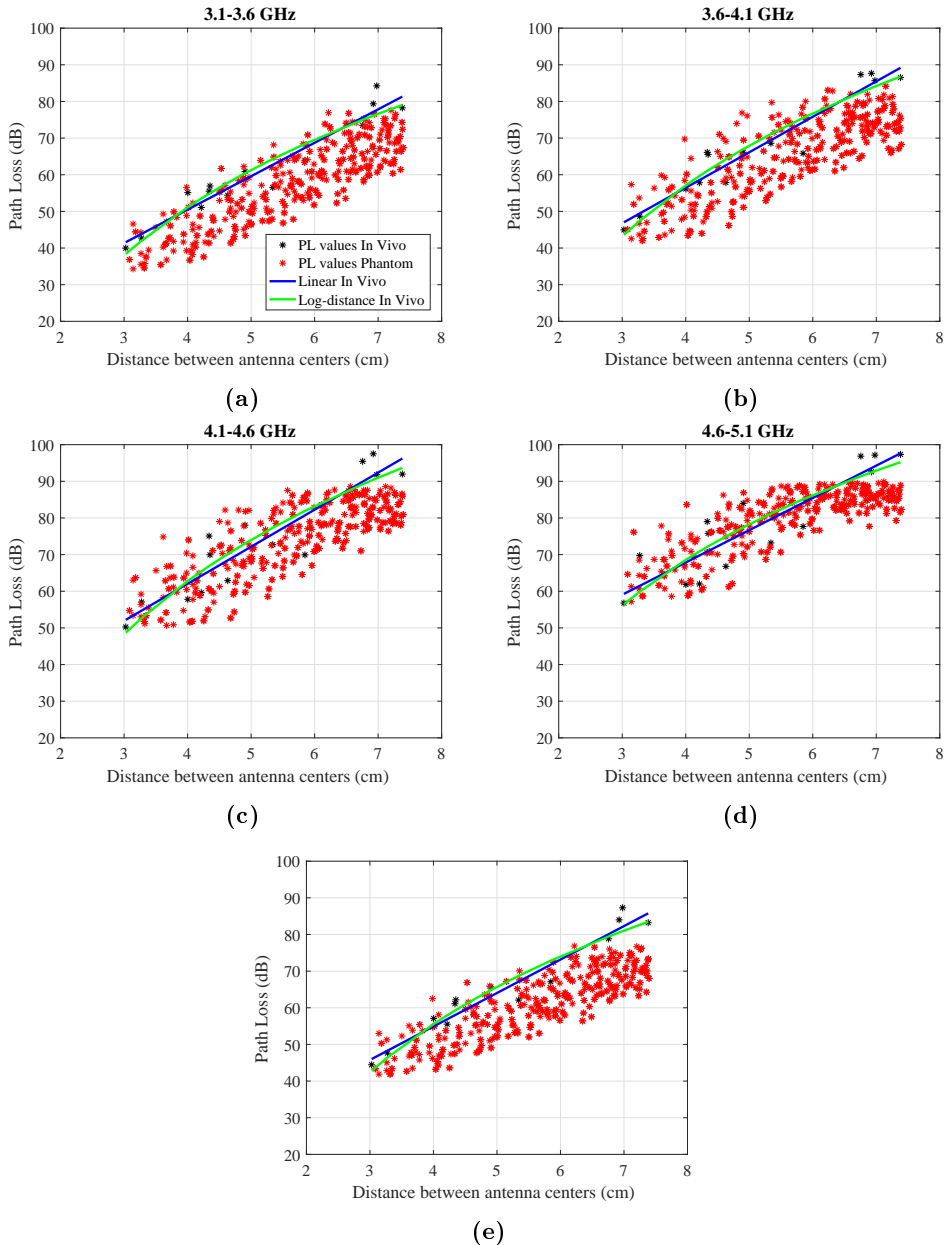 3.1-3.6 GHz
100
90
80
70
60
50
40
30
20
2 3 4 5 6 7 8
Path Loss (dB)
Distance between antenna centers (cm)
PL values In Vivo
PL values Phantom
Linear In Vivo
Log-distance In Vivo
(a)
3.6-4.1 GHz
100
90
80
70
60
50
40
30
20
2 3 4 5 6 7 8
Path Loss (dB)
Distance between antenna centers (cm)
(b)
4.1-4.6 GHz
100
90
80
70
60
50
40
30
20
2 3 4 5 6 7 8
Path Loss (dB)
Distance between antenna centers (cm)
(c)
4.6-5.1 GHz
100
90
80
70
60
50
40
30
20
2 3 4 5 6 7 8
Path Loss (dB)
Distance between antenna centers (cm)
(d)
100
90
80
70
60
50
40
30
20
2 3 4 5 6 7 8
Path Loss (dB)
Distance between antenna centers (cm)
(e)